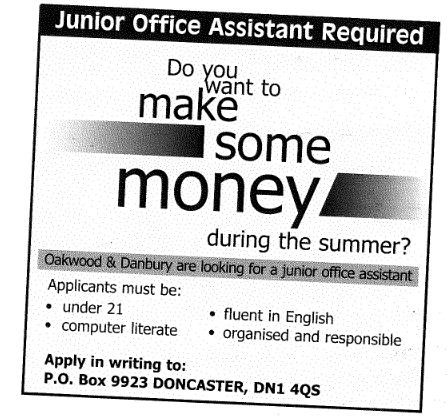 Junior Office Assistant Required
Do you
want to
make
some
money
during the summer?
Oakwood & Danbury are looking for a junior office assistant
Applicants must be:
• under 21
• computer literate
• fluent in English
• organised and responsible
Apply in writing to:
P.O. Box 9923 DONCASTER, DN1 4QS